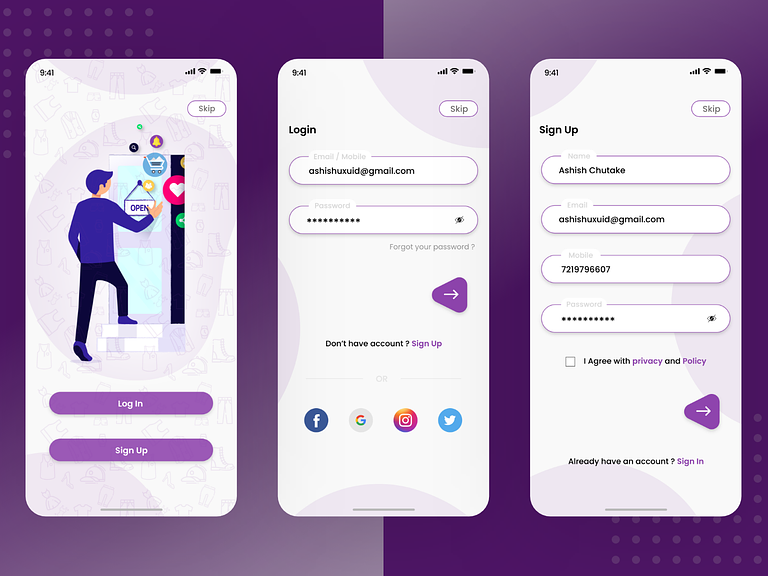 9:41
Skip
OPEN
Log In
Sign Up
9:41
Skip
Login
Email / Mobile
ashishuxuid@gmail.com
Password
**********
Forgot your password ?
Don't have account ? Sign Up
OR
9:41
Skip
Sign Up
Name
Ashish Chutake
Email
ashishuxuid@gmail.com
Mobile
7219796607
Password
**********
I Agree with privacy and Policy
Already have an account ? Sign In